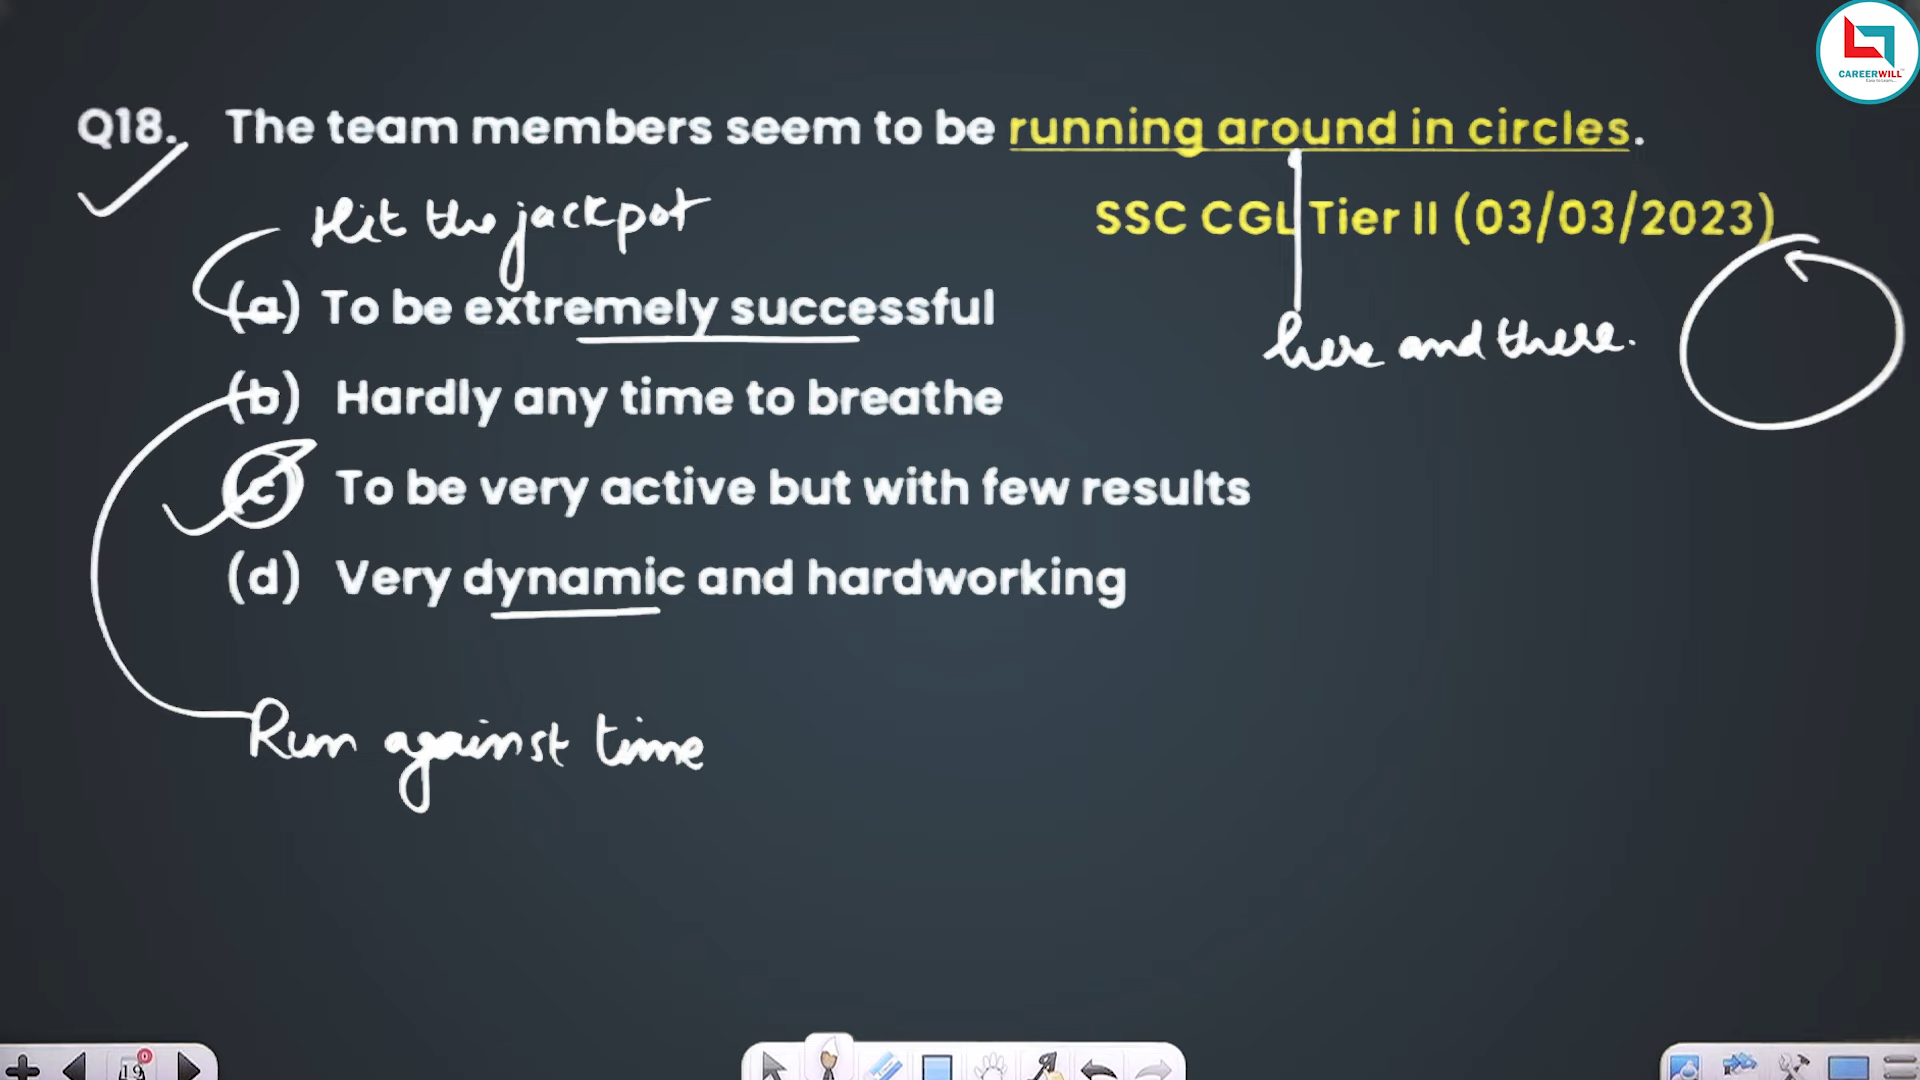 CAREERWILL
Q18. The team members seem to be running around in circles.
Hit the jackpot
SSC CGL Tier II (03/03/2023)
(a) To be extremely successful
here and there.
(b) Hardly any time to breathe
(c) To be very active but with few results
(d) Very dynamic and hardworking
Run against time
19